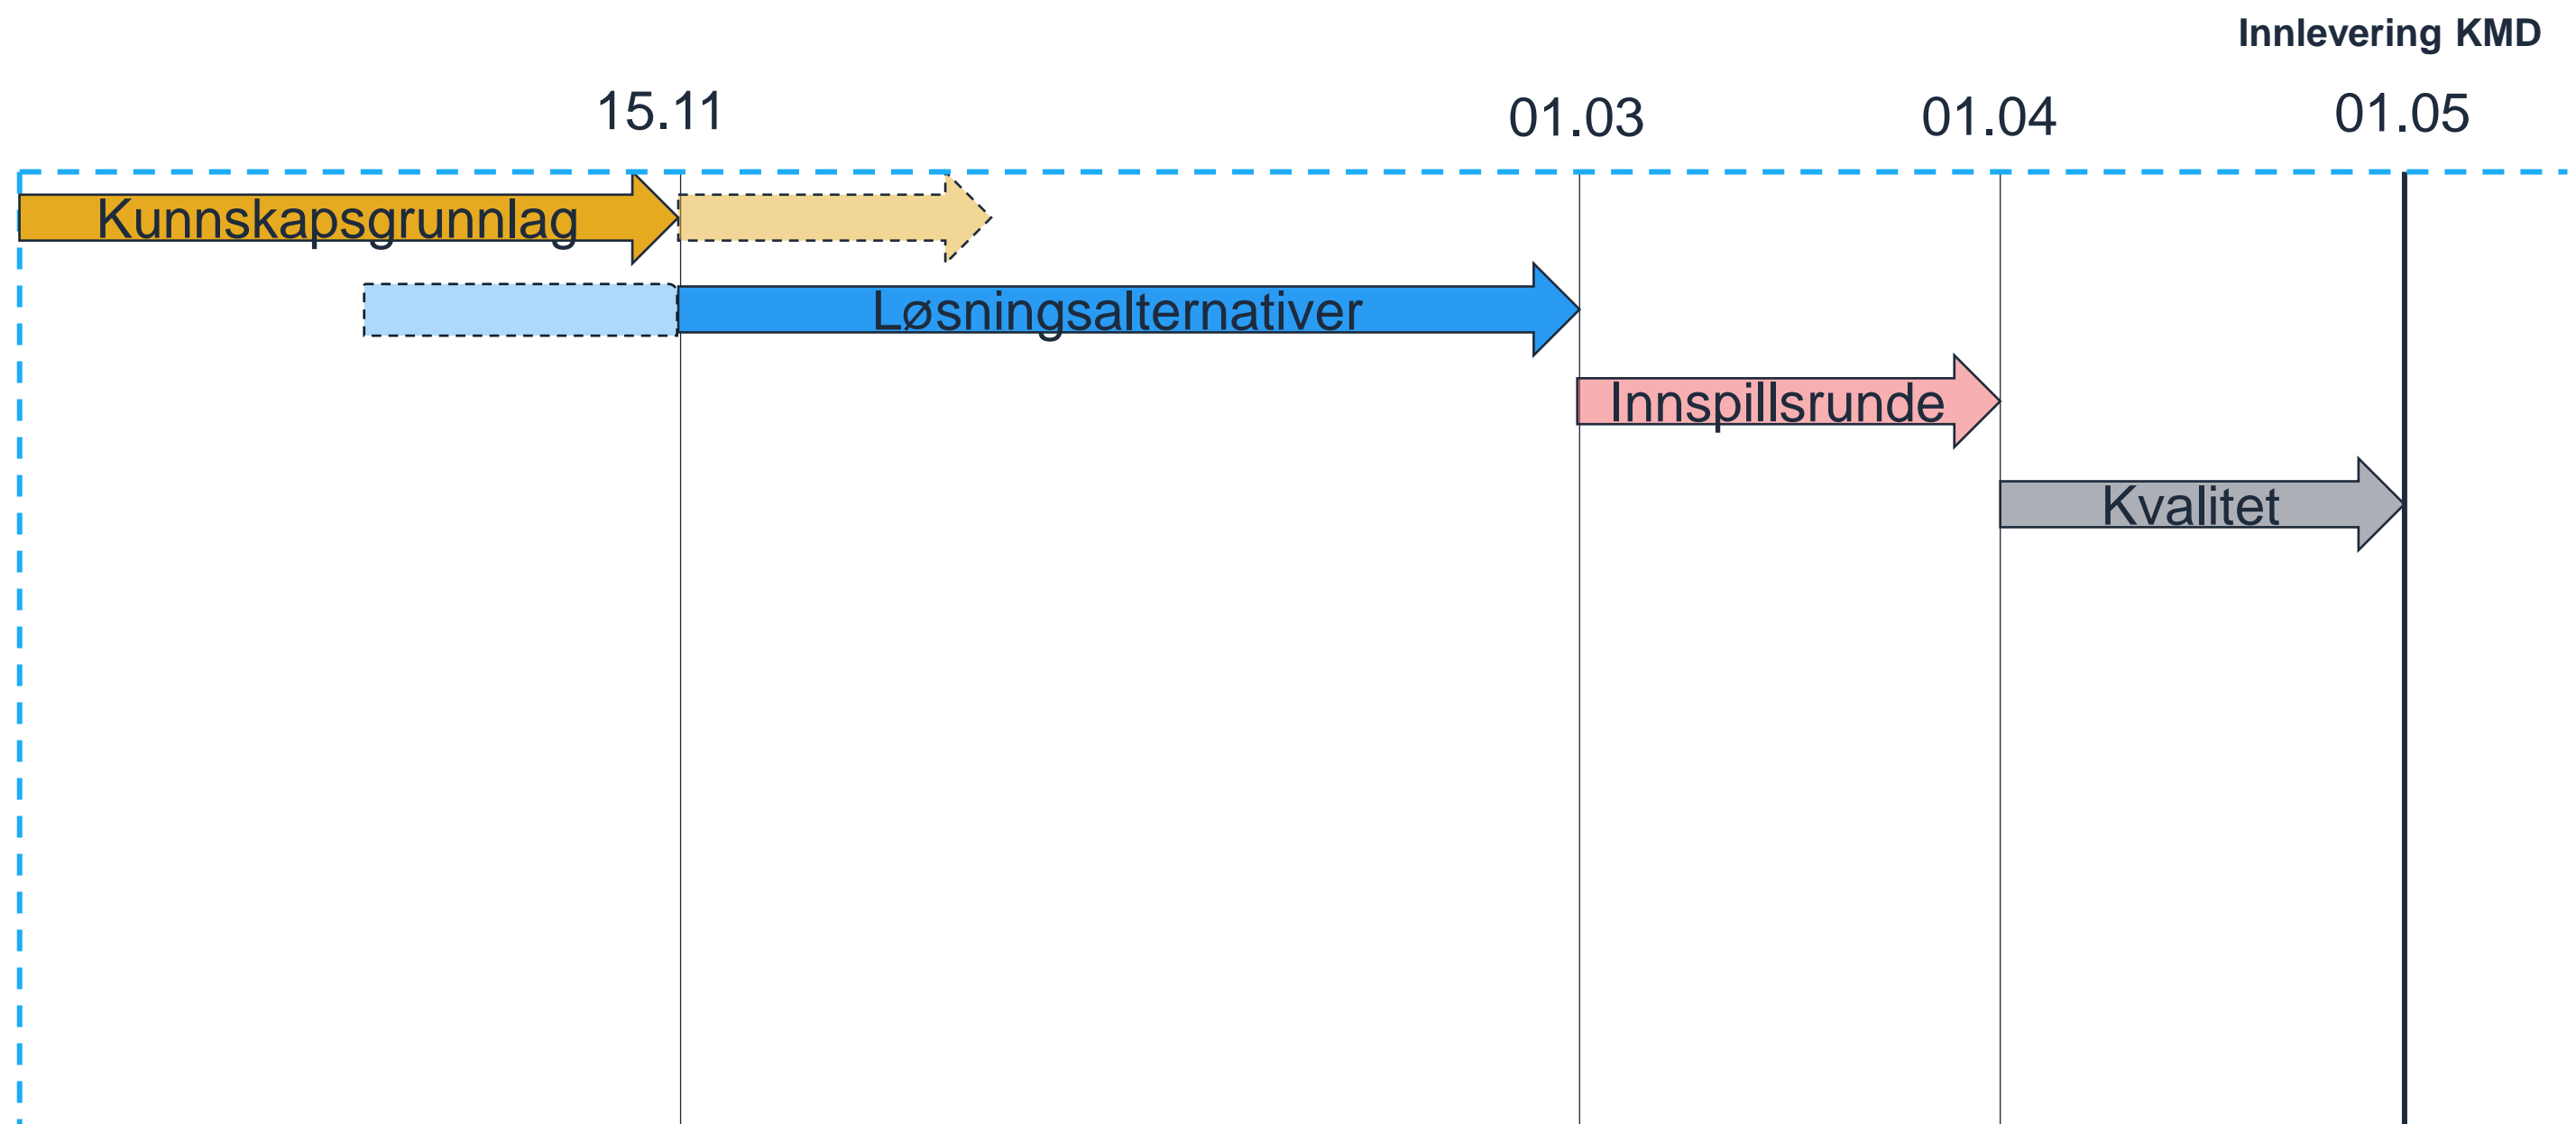 Innlevering KMD
15.11
01.03
01.04
01.05
Kunnskapsgrunnlag
Løsningsalternativer
Innspillsrunde
Kvalitet